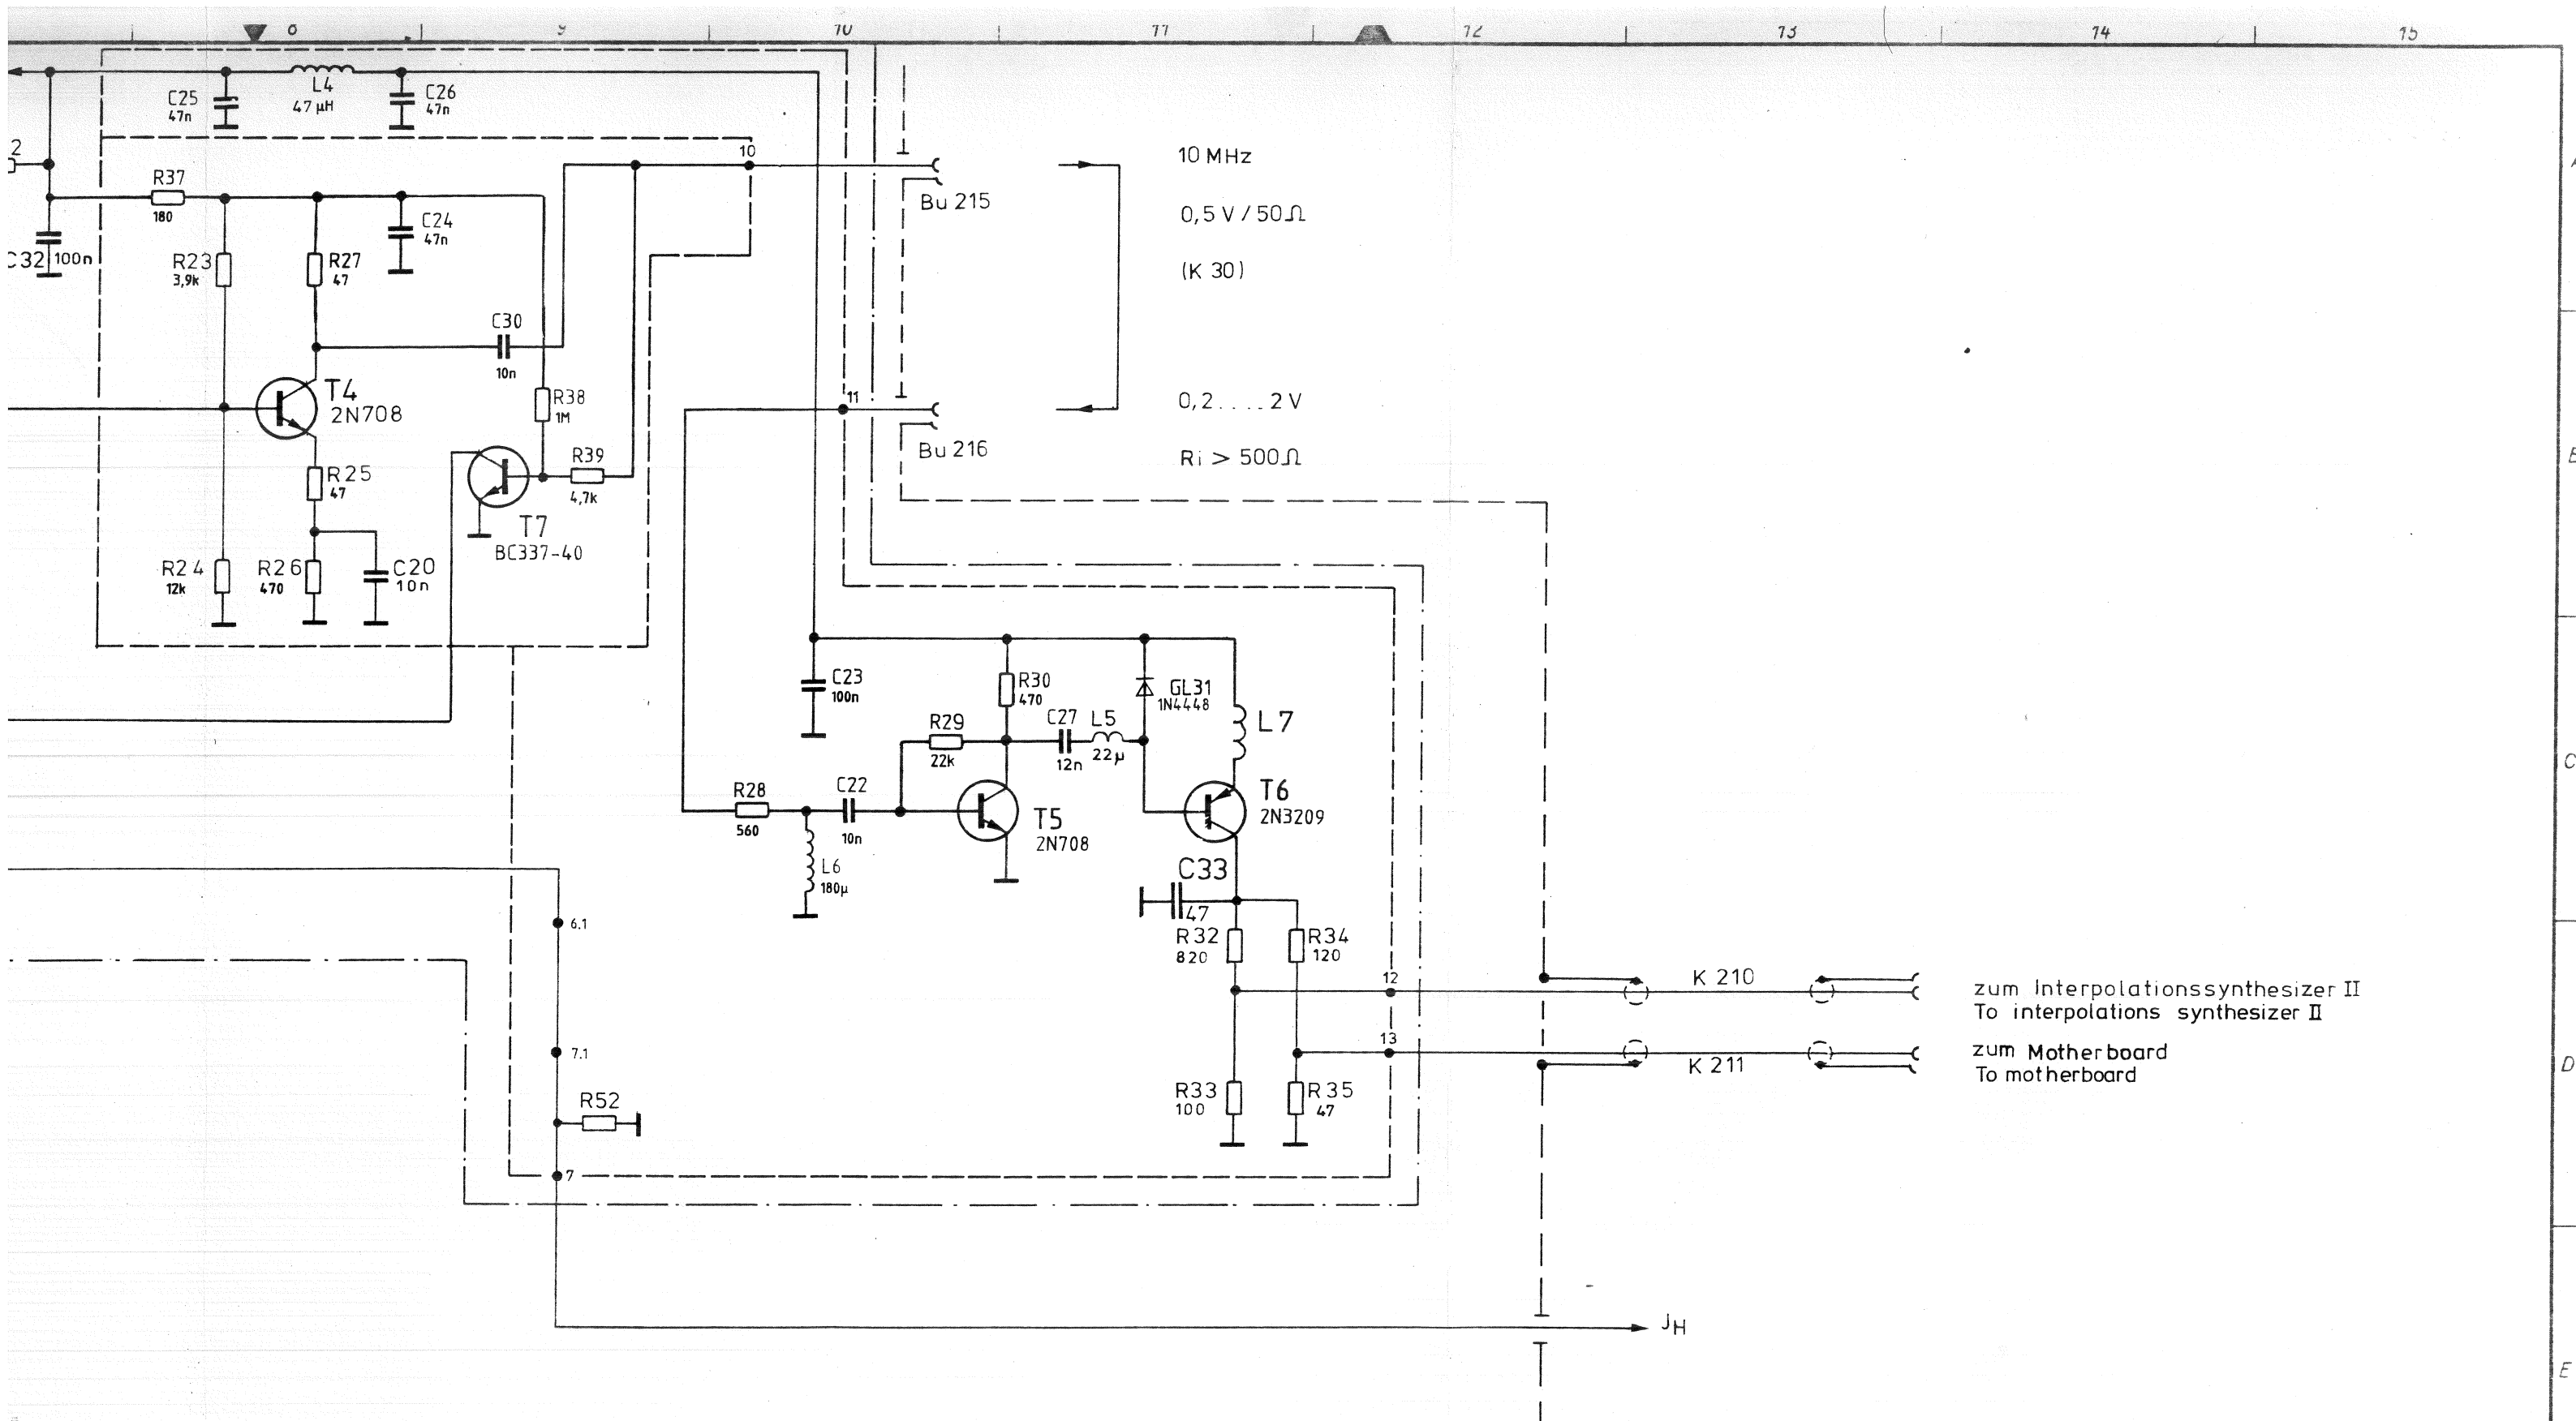 8 9 10 11 12 13 14 15
L4
47 µH
C25
47n
C26
47n
2
10
10 MHz
Bu 215
0,5 V / 50Ω
(K 30)
R37
180
C24
47n
C32 100n
R23
3,9k
R27
47
C30
10n
T4
2N708
R38
1M
11
0,2....2 V
Bu 216
Ri > 500Ω
R39
4,7k
R25
47
T7
BC337-40
R24
12k
R26
470
C20
10n
C23
100n
R30
470
GL31
1N4448
L7
R29
22k
C27
12n
L5
22µ
R28
560
C22
10n
T5
2N708
T6
2N3209
L6
180µ
C33
47
6.1
R32
820
R34
120
12
K 210
zum Interpolationssynthesizer II
To interpolations synthesizer II
7.1
13
K 211
zum Motherboard
To motherboard
R52
R33
100
R35
47
7
jH
A
B
C
D
E